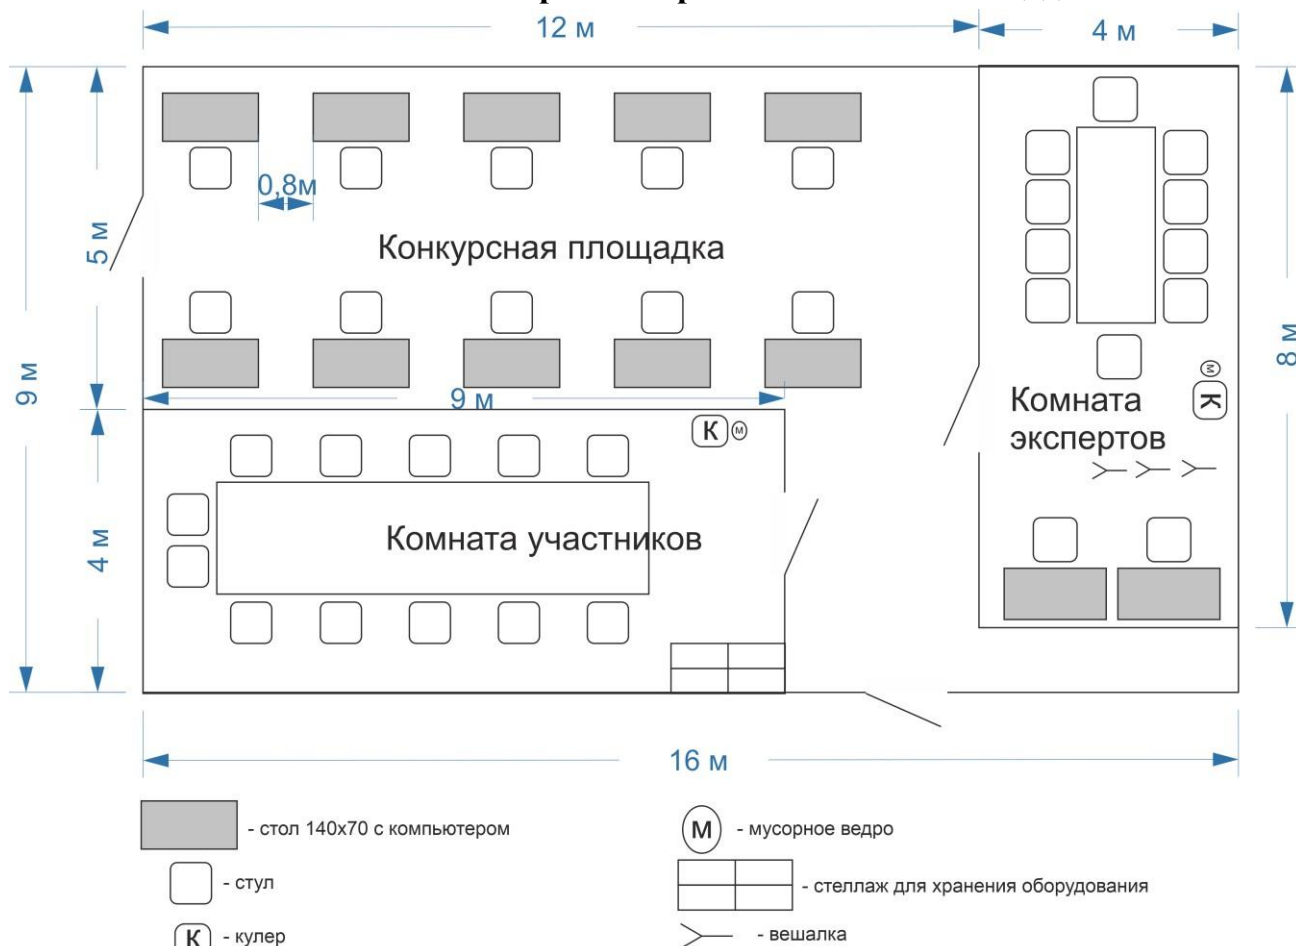 12 м
4 м
0,8м
5 м
Конкурсная площадка
9 м
8 м
9 м
Комната
экспертов
М
К
К
М
4 м
Комната участников
16 м
- стол 140х70 с компьютером
М - мусорное ведро
- стул
- стеллаж для хранения оборудования
К - кулер
- вешалка